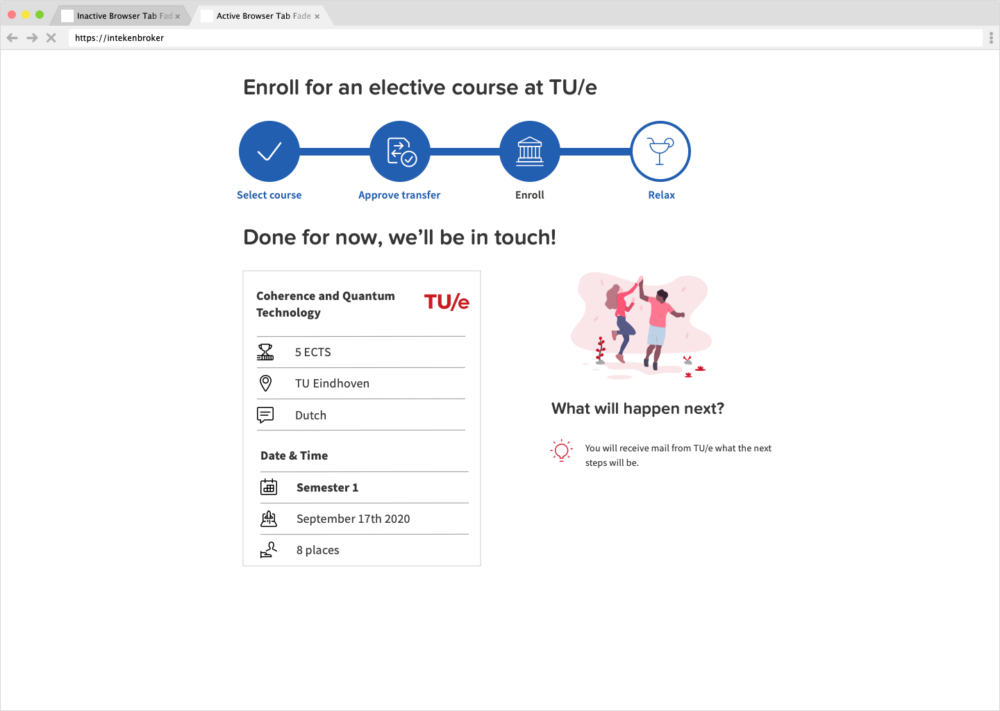 Inactive Browser Tab Fad
Active Browser Tab Fade
https://intekenbroker
Enroll for an elective course at TU/e
Select course
Approve transfer
Enroll
Relax
Done for now, we’ll be in touch!
Coherence and Quantum
Technology
TU/e
5 ECTS
TU Eindhoven
Dutch
Date & Time
Semester 1
September 17th 2020
8 places
What will happen next?
You will receive mail from TU/e what the next
steps will be.